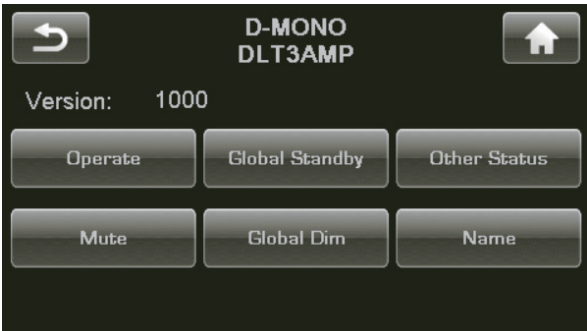 D-MONO
DLT3AMP
Version: 1000
Operate Global Standby Other Status
Mute Global Dim Name